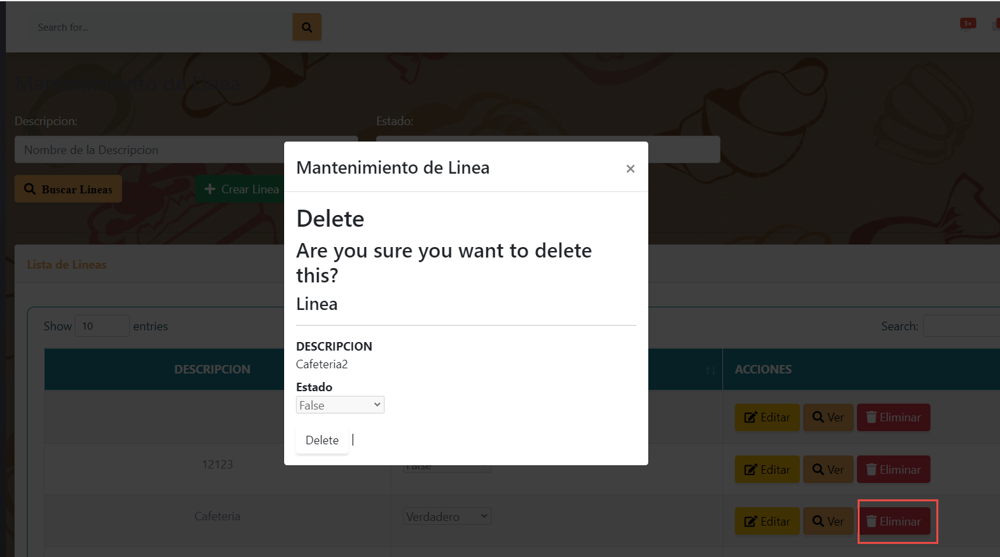 Search for...
3+
Mantenimiento de Linea
Descripcion:
Estado:
Nombre de la Descripcion
Buscar Lineas
Crear Linea
Mantenimiento de Linea
×
Delete
Are you sure you want to delete
this?
Linea
DESCRIPCION
Cafeteria2
Estado
False
Delete |
Lista de Lineas
Show 10 entries
Search:
DESCRIPCION
ACCIONES
Editar Ver Eliminar
12123
False
Editar Ver Eliminar
Cafeteria
Verdadero
Editar Ver Eliminar